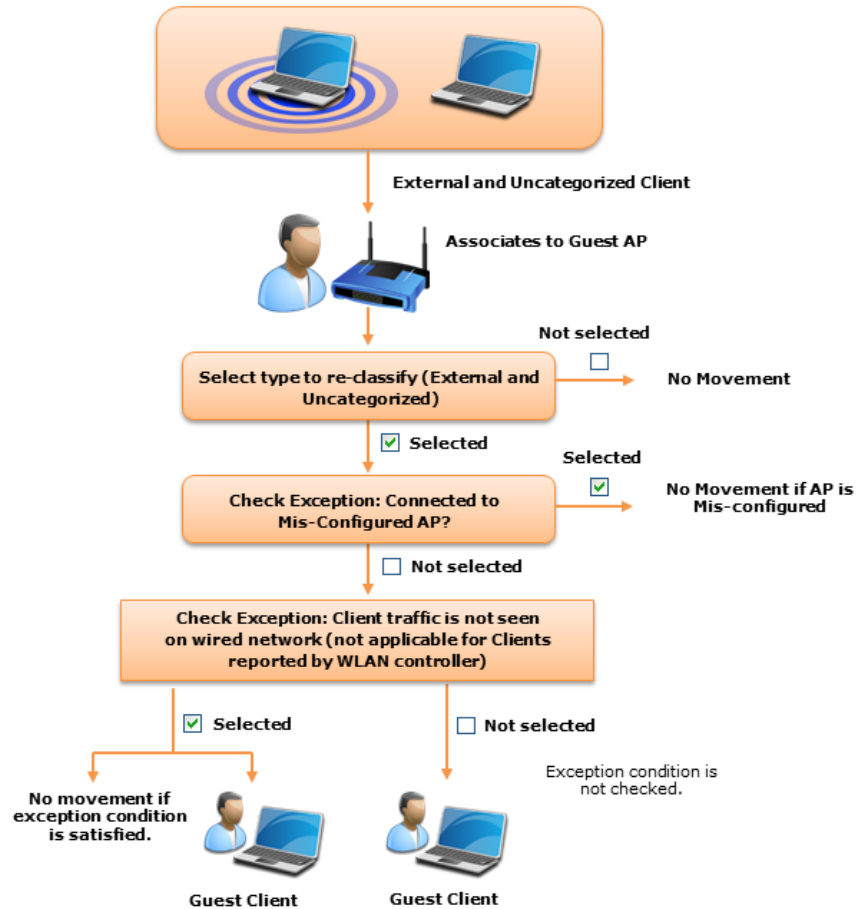 External and Uncategorized Client
Associates to Guest AP
Not selected
Select type to re-classify (External and
Uncategorized)
No Movement
Selected
Selected
Check Exception: Connected to
Mis-Configured AP?
No Movement if AP is
Mis-configured
Not selected
Check Exception: Client traffic is not seen
on wired network (not applicable for Clients
reported by WLAN controller)
Selected
Not selected
Exception condition is
not checked.
No movement if
exception condition
is satisfied.
Guest Client
Guest Client